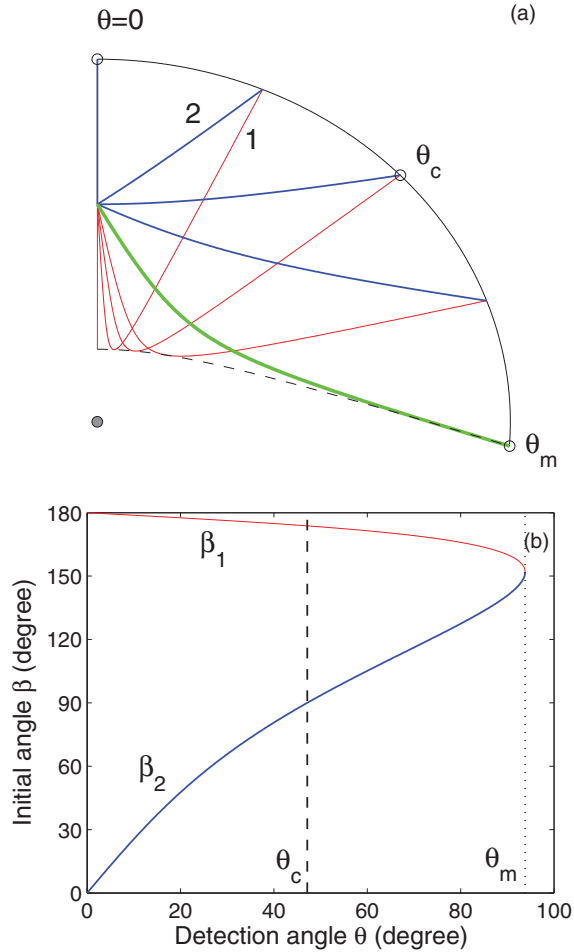 (a)
θ=0
2
1
θc
θm
180
150
120
90
60
30
0
Initial angle β (degree)
β1
(b)
β2
θc
θm
0 20 40 60 80 100
Detection angle θ (degree)